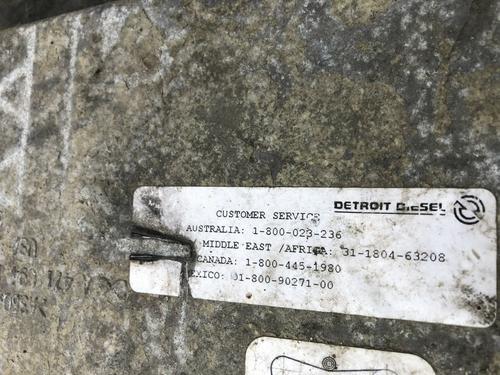 DETROIT DIESEL
CUSTOMER SERVICE
AUSTRALIA: 1-800-023-236
MIDDLE EAST /AFRICA: 31-1804-63208
CANADA: 1-800-445-1980
MEXICO: 01-800-90271-00